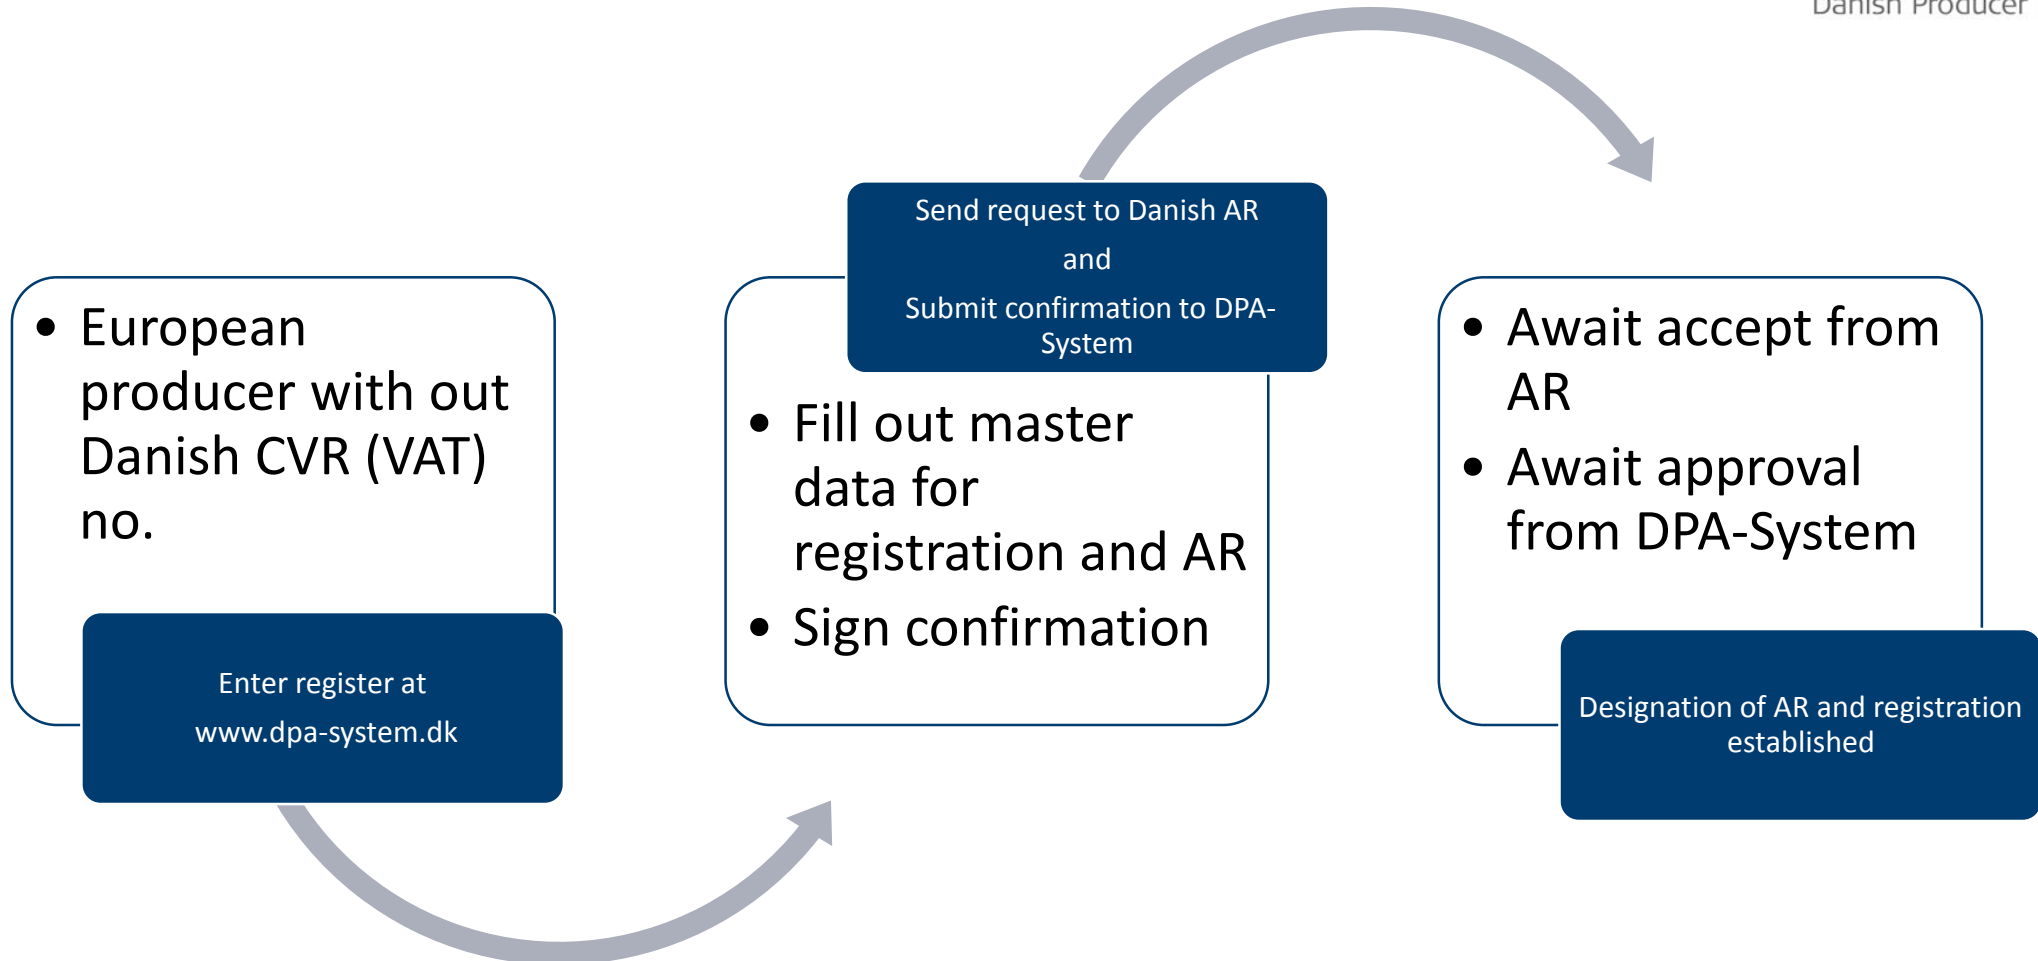 Danish Producer
• European
producer with out
Danish CVR (VAT)
no.
Enter register at
www.dpa-system.dk
Send request to Danish AR
and
Submit confirmation to DPA-
System
• Fill out master
data for
registration and AR
• Sign confirmation
• Await accept from
AR
• Await approval
from DPA-System
Designation of AR and registration
established